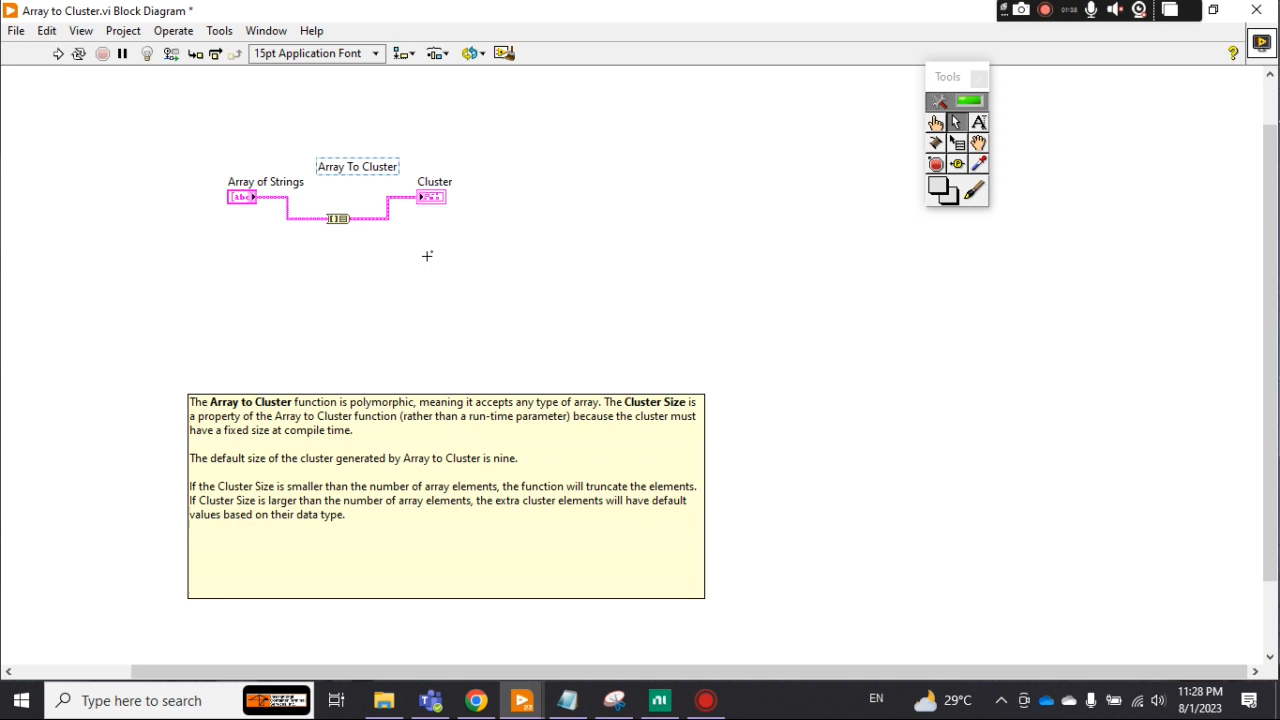 Array to Cluster.vi Block Diagram *
01:38
File Edit View Project Operate Tools Window Help
15pt Application Font
Tools
Array To Cluster
Array of Strings
Cluster
abc
The Array to Cluster function is polymorphic, meaning it accepts any type of array. The Cluster Size is
a property of the Array to Cluster function (rather than a run-time parameter) because the cluster must
have a fixed size at compile time.
The default size of the cluster generated by Array to Cluster is nine.
If the Cluster Size is smaller than the number of array elements, the function will truncate the elements.
If Cluster Size is larger than the number of array elements, the extra cluster elements will have default
values based on their data type.
Type here to search
EN
29°C
11:28 PM
8/1/2023